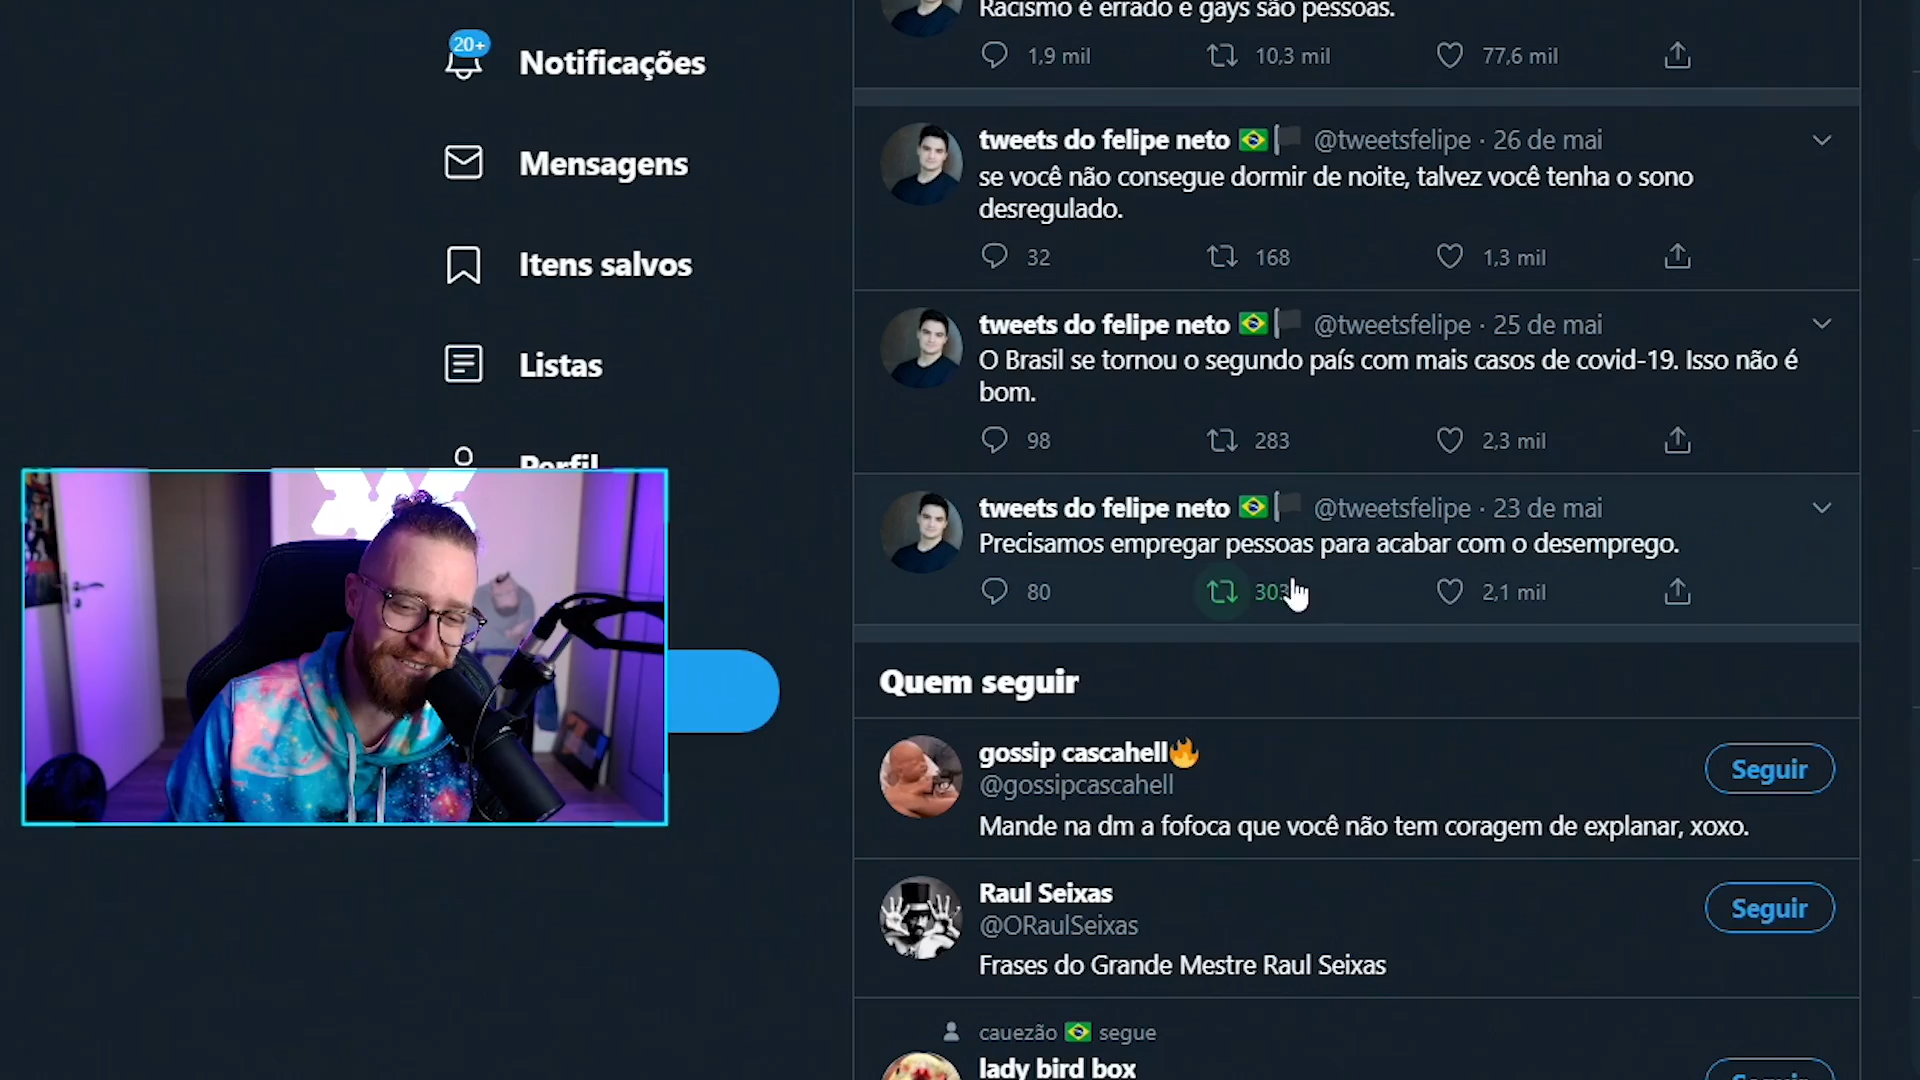 20+
Notificações
Mensagens
Itens salvos
Listas
Perfil
Racismo é errado e gays são pessoas.
1,9 mil 10,3 mil 77,6 mil
tweets do felipe neto @tweetsfelipe · 26 de mai
se você não consegue dormir de noite, talvez você tenha o sono
desregulado.
32 168 1,3 mil
tweets do felipe neto @tweetsfelipe · 25 de mai
O Brasil se tornou o segundo país com mais casos de covid-19. Isso não é
bom.
98 283 2,3 mil
tweets do felipe neto @tweetsfelipe · 23 de mai
Precisamos empregar pessoas para acabar com o desemprego.
80 303 2,1 mil
Quem seguir
gossip cascahell
@gossipcascahell
Seguir
Mande na dm a fofoca que você não tem coragem de explanar, xoxo.
Raul Seixas
@ORaulSeixas
Seguir
Frases do Grande Mestre Raul Seixas
cauezão segue
lady bird box
Seguir